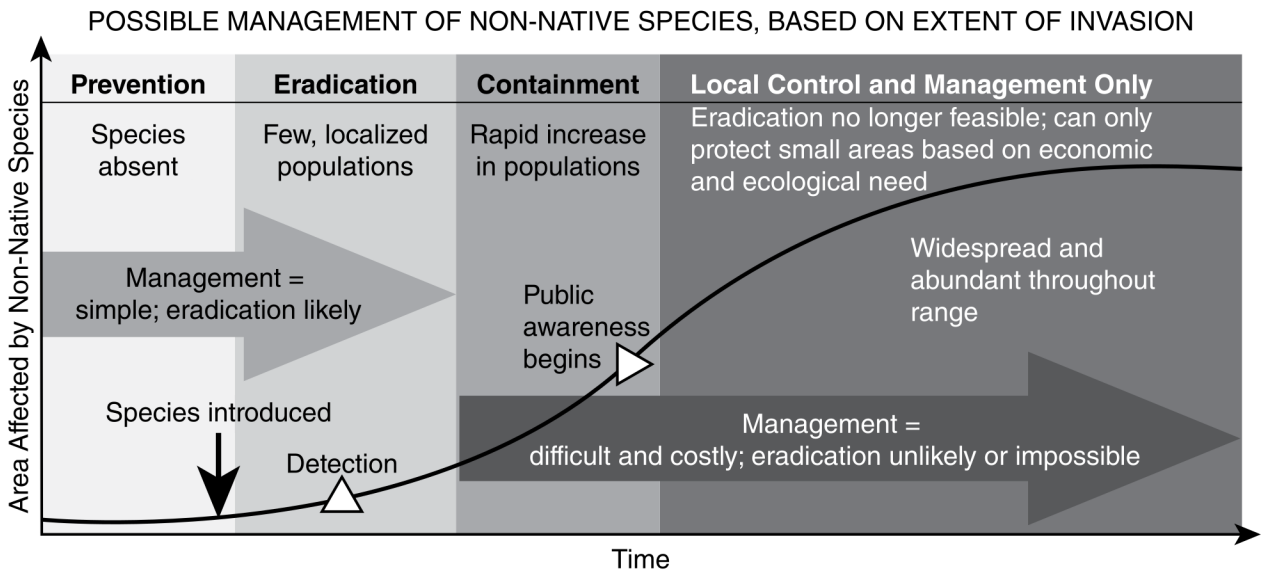 POSSIBLE MANAGEMENT OF NON-NATIVE SPECIES, BASED ON EXTENT OF INVASION
Area Affected by Non-Native Species
Prevention
Species
absent
Eradication
Few, localized
populations
Containment
Rapid increase
in populations
Local Control and Management Only
Eradication no longer feasible; can only
protect small areas based on economic
and ecological need
Management =
simple; eradication likely
Widespread and
abundant throughout
range
Public
awareness
begins
Species introduced
Detection
Management =
difficult and costly; eradication unlikely or impossible
Time